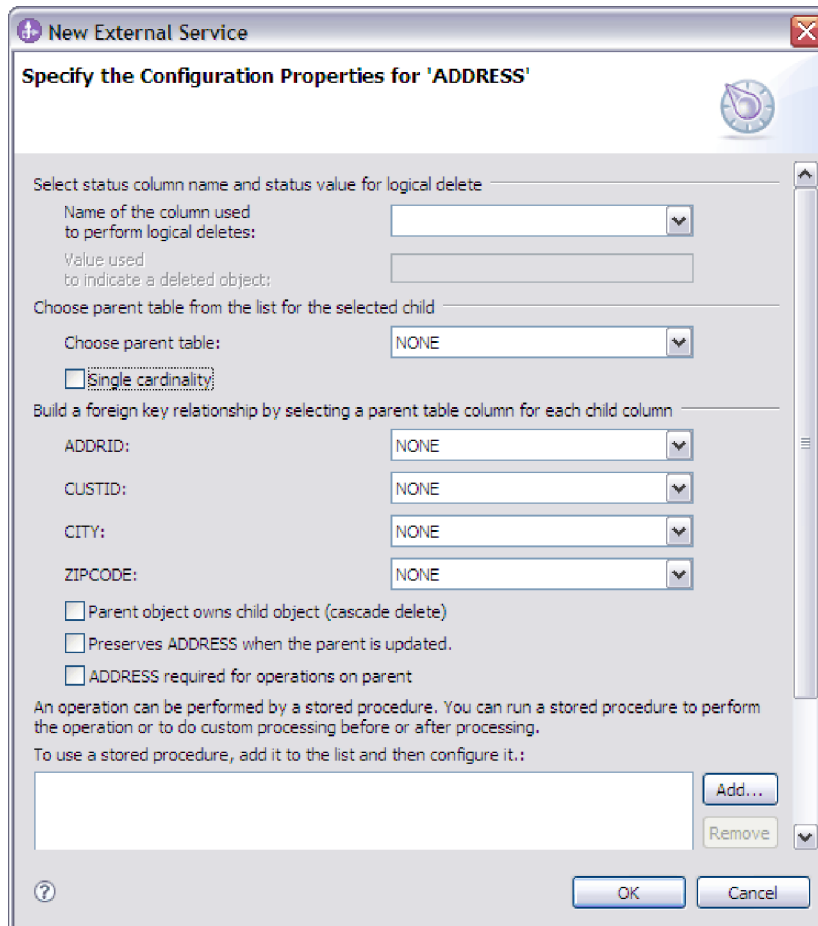 New External Service
Specify the Configuration Properties for 'ADDRESS'
Select status column name and status value for logical delete
Name of the column used
to perform logical deletes:
Value used
to indicate a deleted object:
Choose parent table from the list for the selected child
Choose parent table: NONE
Single cardinality
Build a foreign key relationship by selecting a parent table column for each child column
ADDRID: NONE
CUSTID: NONE
CITY: NONE
ZIPCODE: NONE
Parent object owns child object (cascade delete)
Preserves ADDRESS when the parent is updated.
ADDRESS required for operations on parent
An operation can be performed by a stored procedure. You can run a stored procedure to perform
the operation or to do custom processing before or after processing.
To use a stored procedure, add it to the list and then configure it.:
Add...
Remove
? OK Cancel